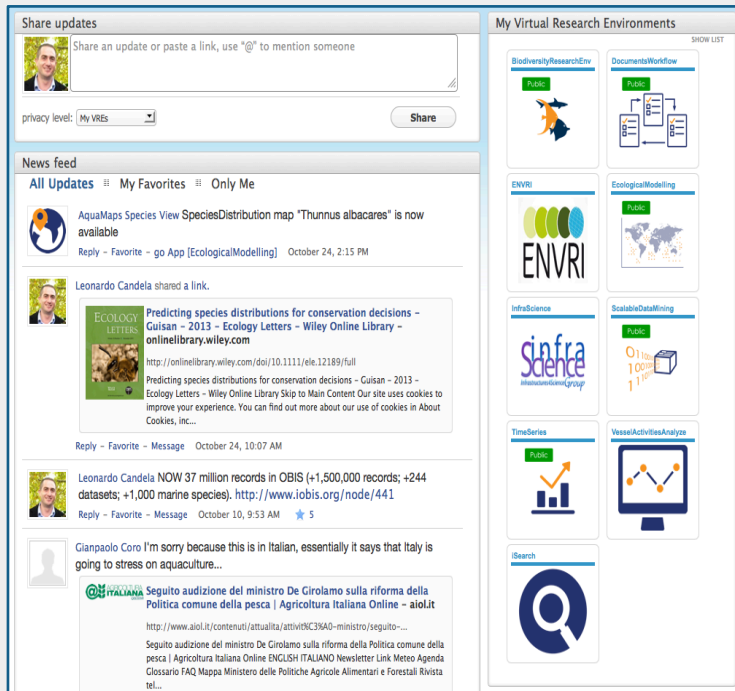 Share updates
Share an update or paste a link, use "@" to mention someone
privacy level: My VREs
Share
News feed
All Updates My Favorites Only Me
AquaMaps Species View SpeciesDistribution map "Thunnus albacares" is now
available
Reply - Favorite - go App [EcologicalModelling] October 24, 2:15 PM
Leonardo Candela shared a link.
ECOLOGY
LETTERS
Predicting species distributions for conservation decisions –
Guisan – 2013 – Ecology Letters – Wiley Online Library –
onlinelibrary.wiley.com
http://onlinelibrary.wiley.com/doi/10.1111/ele.12189/full
Predicting species distributions for conservation decisions – Guisan – 2013 –
Ecology Letters – Wiley Online Library Skip to Main Content Our site uses cookies to
improve your experience. You can find out more about our use of cookies in About
Cookies, inc...
Reply – Favorite – Message October 24, 10:07 AM
Leonardo Candela NOW 37 million records in OBIS (+1,500,000 records; +244
datasets; +1,000 marine species). http://www.iobis.org/node/441
Reply – Favorite – Message October 10, 9:53 AM 5
Gianpaolo Coro I'm sorry because this is in Italian, essentially it says that Italy is
going to stress on aquaculture...
AGRICOLTURA
ITALIANA
Seguito audizione del ministro De Girolamo sulla riforma della
Politica comune della pesca | Agricoltura Italiana Online – aiol.it
http://www.aiol.it/contenuti/attualita/attivit%C3%A0-ministro/seguito-...
Seguito audizione del ministro De Girolamo sulla riforma della Politica comune della
pesca | Agricoltura Italiana Online ENGLISH ITALIANO Newsletter Link Meteo Agenda
Glossario FAQ Mappa Ministero delle Politiche Agricole Alimentari e Forestali Rivista
tel...
My Virtual Research Environments
SHOW LIST
BiodiversityResearchEnv
Public
DocumentsWorkflow
Public
ENVRI
ENVRI
EcologicalModelling
Public
InfraScience
infra
Science
InfrastructuresScienceGroup
ScalableDataMining
Public
TimeSeries
Public
VesselActivitiesAnalyze
iSearch